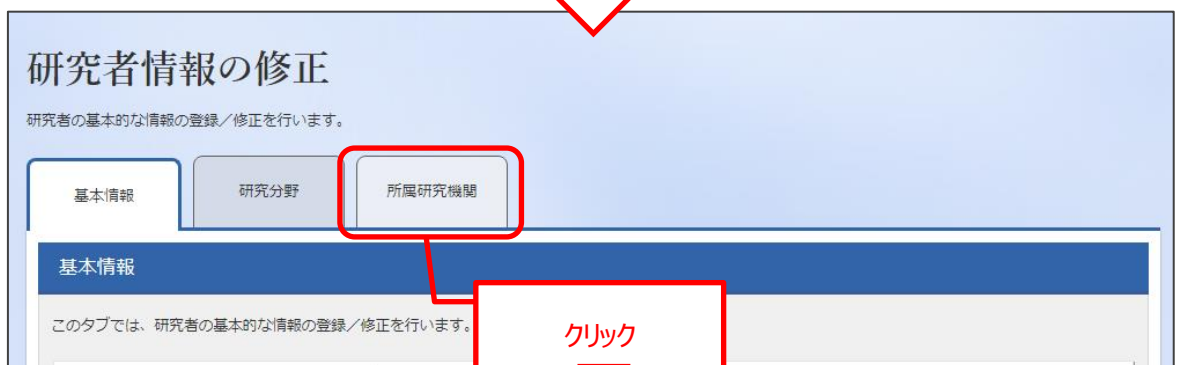 研究者情報の修正
研究者の基本的な情報の登録／修正を行います。
基本情報
研究分野
所属研究機関
基本情報
このタブでは、研究者の基本的な情報の登録／修正を行います。
クリック